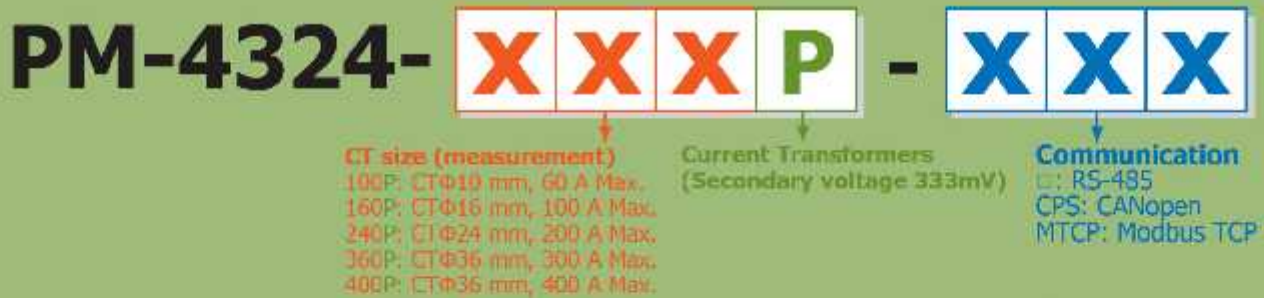 PM-4324- X X X P - X X X
CT size (measurement)
100P: CTΦ10 mm, 60 A Max.
160P: CTΦ16 mm, 100 A Max.
240P: CTΦ24 mm, 200 A Max.
360P: CTΦ36 mm, 300 A Max.
400P: CTΦ36 mm, 400 A Max.
Current Transformers
(Secondary voltage 333mV)
Communication
□: RS-485
CPS: CANopen
MTCP: Modbus TCP